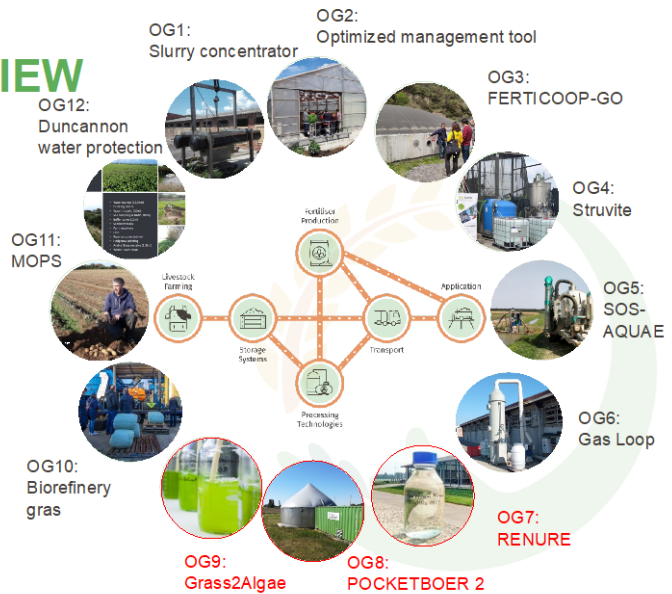 IEW
OG1:
Slurry concentrator
OG2:
Optimized management tool
OG3:
FERTICOOP-GO
OG4:
Struvite
OG5:
SOS-
AQUAE
OG6:
Gas Loop
OG7:
RENURE
OG8:
POCKETBOER 2
OG9:
Grass2Algae
OG10:
Biorefinery
gras
OG11:
MOPS
OG12:
Duncannon
water protection
Fertiliser
Production
Livestock
Farming
Storage
Systems
Transport
Application
Processing
Technologies